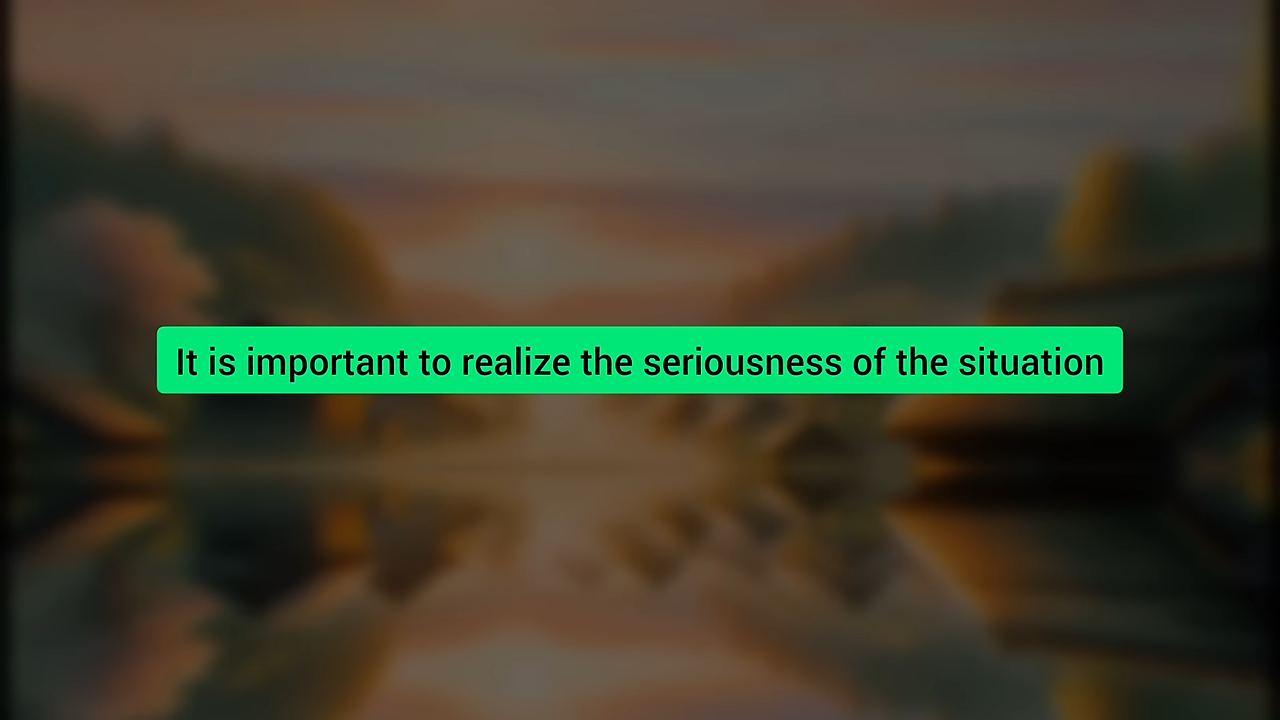 It is important to realize the seriousness of the situation